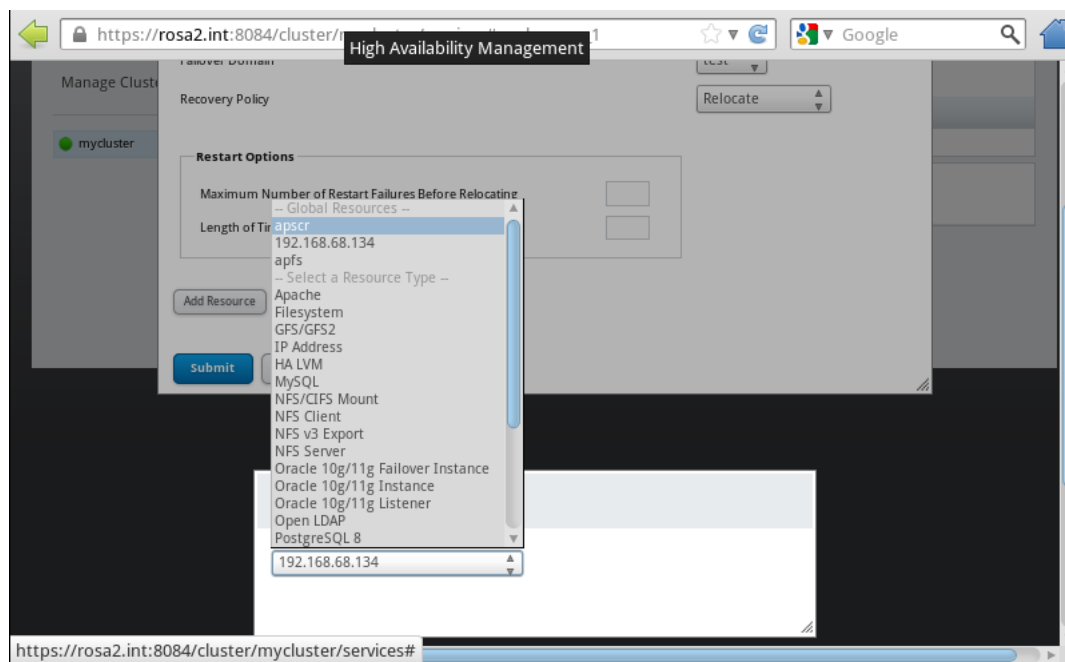 https://rosa2.int:8084/cluster/
_1
Google
High Availability Management
Manage Cluste
Failover Domain
test
Recovery Policy
Relocate
mycluster
Restart Options
Maximum Number of Restart Failures Before Relocating
Length of Ti
-- Global Resources --
apscr
192.168.68.134
apfs
-- Select a Resource Type --
Apache
Filesystem
GFS/GFS2
IP Address
HA LVM
MySQL
NFS/CIFS Mount
NFS Client
NFS v3 Export
NFS Server
Oracle 10g/11g Failover Instance
Oracle 10g/11g Instance
Oracle 10g/11g Listener
Open LDAP
PostgreSQL 8
Add Resource
Submit
192.168.68.134
https://rosa2.int:8084/cluster/mycluster/services#